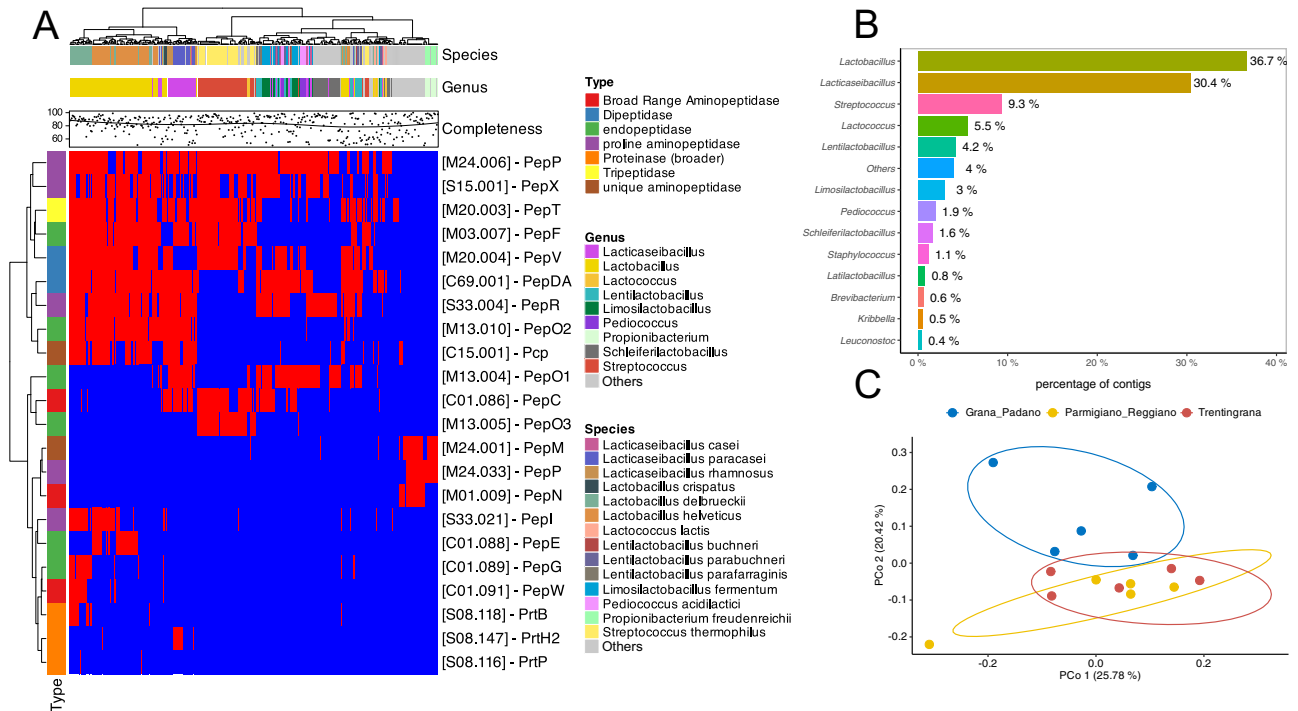 A
Species
Genus
100
80
60
Completeness
[M24.006] - PepP
[S15.001] - PepX
[M20.003] - PepT
[M03.007] - PepF
[M20.004] - PepV
[C69.001] - PepDA
[S33.004] - PepR
[M13.010] - PepO2
[C15.001] - Pcp
[M13.004] - PepO1
[C01.086] - PepC
[M13.005] - PepO3
[M24.001] - PepM
[M24.033] - PepP
[M01.009] - PepN
[S33.021] - PepI
[C01.088] - PepE
[C01.089] - PepG
[C01.091] - PepW
[S08.118] - PrtB
[S08.147] - PrtH2
[S08.116] - PrtP
Type
Type
Broad Range Aminopeptidase
Dipeptidase
endopeptidase
proline aminopeptidase
Proteinase (broader)
Tripeptidase
unique aminopeptidase
Genus
Lacticaseibacillus
Lactobacillus
Lactococcus
Lentilactobacillus
Limosilactobacillus
Pediococcus
Propionibacterium
Schleiferilactobacillus
Streptococcus
Others
Species
Lacticaseibacillus casei
Lacticaseibacillus paracasei
Lacticaseibacillus rhamnosus
Lactobacillus crispatus
Lactobacillus delbrueckii
Lactobacillus helveticus
Lactococcus lactis
Lentilactobacillus buchneri
Lentilactobacillus parabuchneri
Lentilactobacillus parafarraginis
Limosilactobacillus fermentum
Pediococcus acidilactici
Propionibacterium freudenreichii
Streptococcus thermophilus
Others
B
Lactobacillus 36.7 %
Lacticaseibacillus 30.4 %
Streptococcus 9.3 %
Lactococcus 5.5 %
Lentilactobacillus 4.2 %
Others 4 %
Limosilactobacillus 3 %
Pediococcus 1.9 %
Schleiferilactobacillus 1.6 %
Staphylococcus 1.1 %
Latilactobacillus 0.8 %
Brevibacterium 0.6 %
Kribbella 0.5 %
Leuconostoc 0.4 %
0 % 10 % 20 % 30 % 40 %
percentage of contigs
C
Grana_Padano Parmigiano_Reggiano Trentingrana
PCo 2 (20.42 %)
0.3
0.2
0.1
0.0
-0.1
-0.2
-0.2 0.0 0.2
PCo 1 (25.78 %)